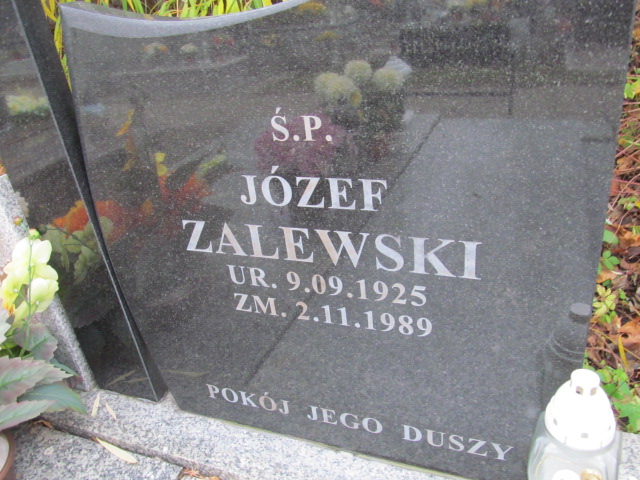 Ś.P.
JÓZEF
ZALEWSKI
UR. 9.09.1925
ZM. 2.11.1989
POKÓJ JEGO DUSZY